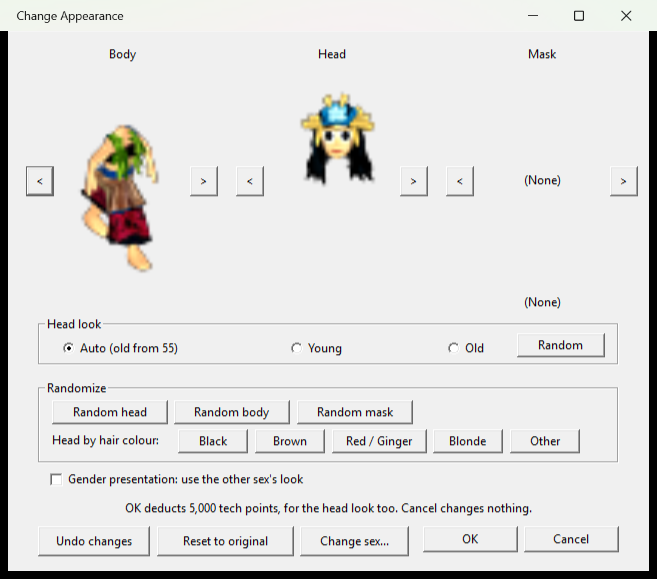 Change Appearance
Body Head Mask
< > < > < (None) >
(None)
Head look
Auto (old from 55) Young Old Random
Randomize
Random head Random body Random mask
Head by hair colour: Black Brown Red / Ginger Blonde Other
Gender presentation: use the other sex's look
OK deducts 5,000 tech points, for the head look too. Cancel changes nothing.
Undo changes Reset to original Change sex... OK Cancel